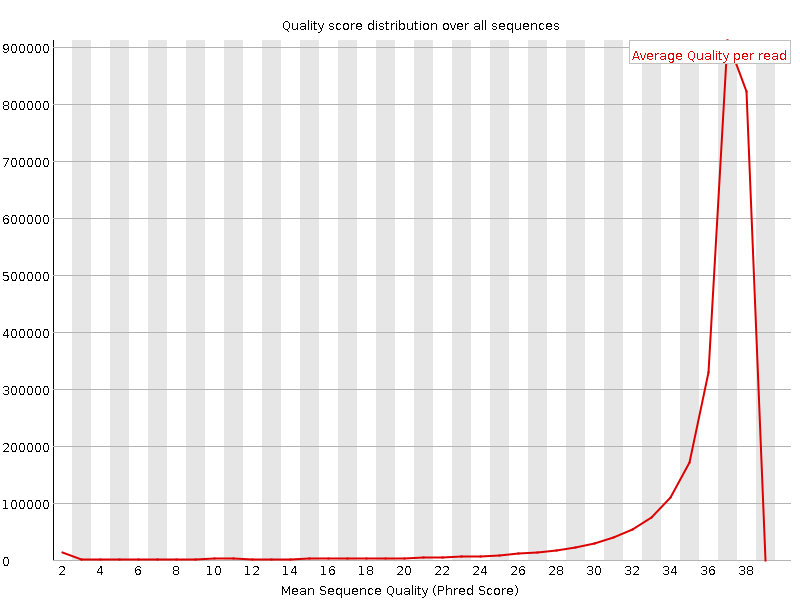 Quality score distribution over all sequences
Average Quality per read
900000
800000
700000
600000
500000
400000
300000
200000
100000
0
2 4 6 8 10 12 14 16 18 20 22 24 26 28 30 32 34 36 38
Mean Sequence Quality (Phred Score)